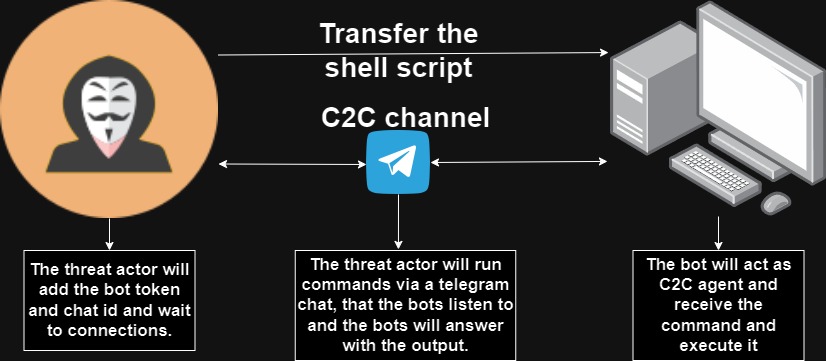 Transfer the
shell script
C2C channel
The threat actor will
add the bot token
and chat id and wait
to connections.
The threat actor will run
commands via a telegram
chat, that the bots listen to
and the bots will answer
with the output.
The bot will act as
C2C agent and
receive the
command and
execute it